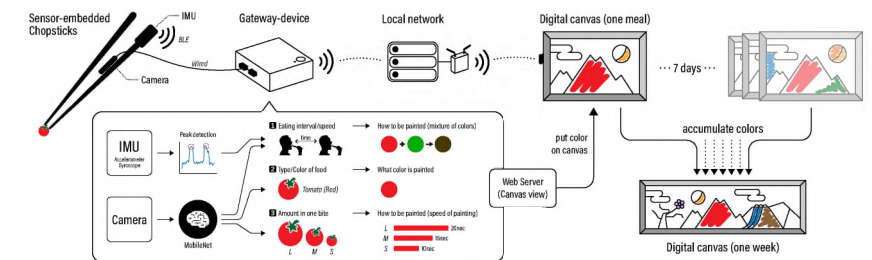 Sensor-embedded
Chopsticks
IMU
BLE
Camera
Wired
Gateway-device
Local network
Digital canvas (one meal)
7 days
put color
on canvas
accumulate colors
Web Server
(Canvas view)
Digital canvas (one week)
IMU
Accelerometer
Gyroscope
Peak detection
Camera
MobileNet
1 Eating interval/speed
time
How to be painted (mixture of colors)
2 Type/Color of food
Tomato (Red)
What color is painted
3 Amount in one bite
L M S
How to be painted (speed of painting)
L 20sec
M 15sec
S 10sec